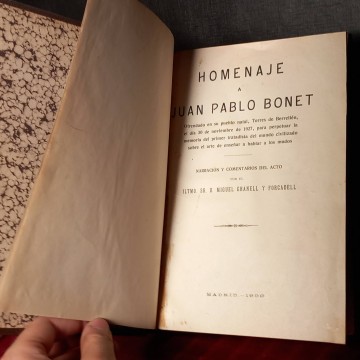 HOMENAJE
A
JUAN PABLO BONET
en su pueblo natal, Torres de Berrellén,
el día 30 de noviembre de 1927, para perpetuar la
memoria del primer tratadista del mundo civilizado
sobre el arte de enseñar a hablar a los mudos
NARRACIÓN Y COMENTARIOS DEL ACTO
POR EL
ILTMO. SR. D. MIGUEL GRANELL Y FORCADELL